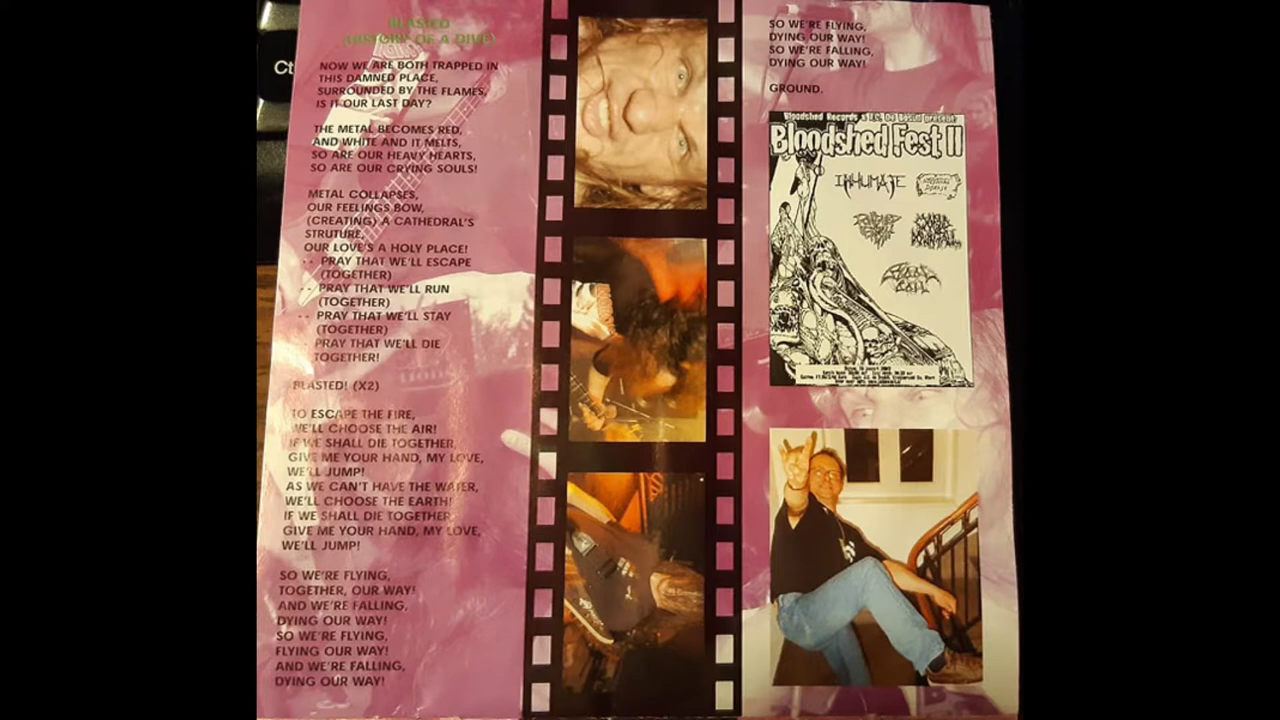 Ct
BLASTED
(HISTORY OF A DIVE)
NOW WE ARE BOTH TRAPPED IN
THIS DAMNED PLACE,
SURROUNDED BY THE FLAMES,
IS IT OUR LAST DAY?
THE METAL BECOMES RED,
AND WHITE AND IT MELTS,
SO ARE OUR HEAVY HEARTS,
SO ARE OUR CRYING SOULS!
METAL COLLAPSES,
OUR FEELINGS BOW,
(CREATING) A CATHEDRAL'S
STRUTURE,
OUR LOVE'S A HOLY PLACE!
-- PRAY THAT WE'LL ESCAPE
(TOGETHER)
-- PRAY THAT WE'LL RUN
(TOGETHER)
-- PRAY THAT WE'LL STAY
(TOGETHER)
- PRAY THAT WE'LL DIE
TOGETHER!
BLASTED! (X2)
TO ESCAPE THE FIRE,
WE'LL CHOOSE THE AIR!
IF WE SHALL DIE TOGETHER,
GIVE ME YOUR HAND, MY LOVE,
WE'LL JUMP!
AS WE CAN'T HAVE THE WATER,
WE'LL CHOOSE THE EARTH!
IF WE SHALL DIE TOGETHER,
GIVE ME YOUR HAND, MY LOVE,
WE'LL JUMP!
SO WE'RE FLYING,
TOGETHER, OUR WAY!
AND WE'RE FALLING,
DYING OUR WAY!
SO WE'RE FLYING,
FLYING OUR WAY!
AND WE'RE FALLING,
DYING OUR WAY!
SO WE'RE FLYING,
DYING OUR WAY!
SO WE'RE FALLING,
DYING OUR WAY!
GROUND.
Bloodshed Records & J.C. De Bosuil present
Bloodshed Fest II
INHUMATE